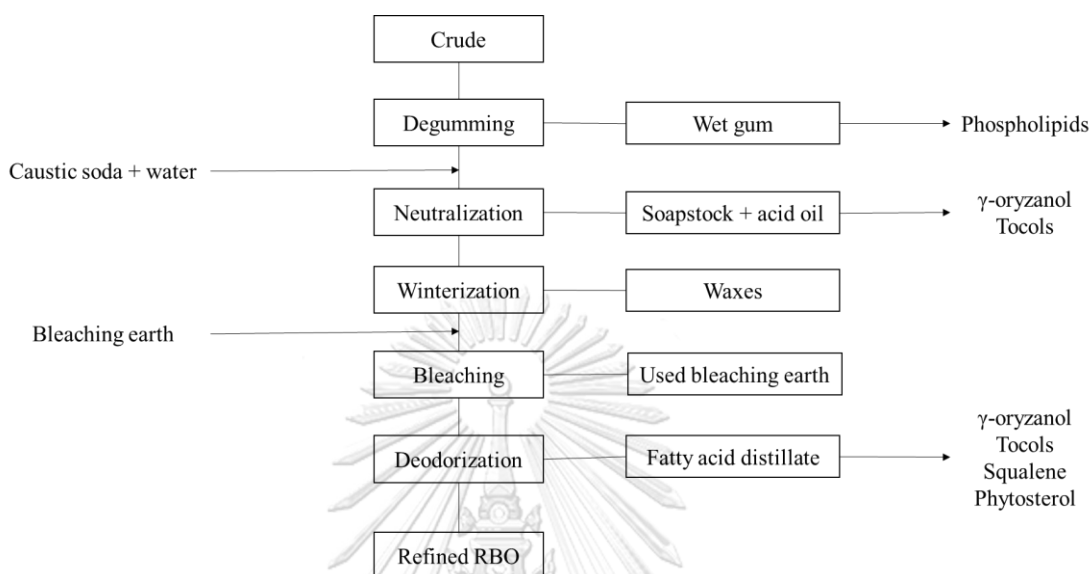 Crude
Degumming
Wet gum
Phospholipids
Caustic soda + water
Neutralization
Soapstock + acid oil
γ-oryzanol
Tocols
Winterization
Waxes
Bleaching earth
Bleaching
Used bleaching earth
Deodorization
Fatty acid distillate
γ-oryzanol
Tocols
Squalene
Phytosterol
Refined RBO